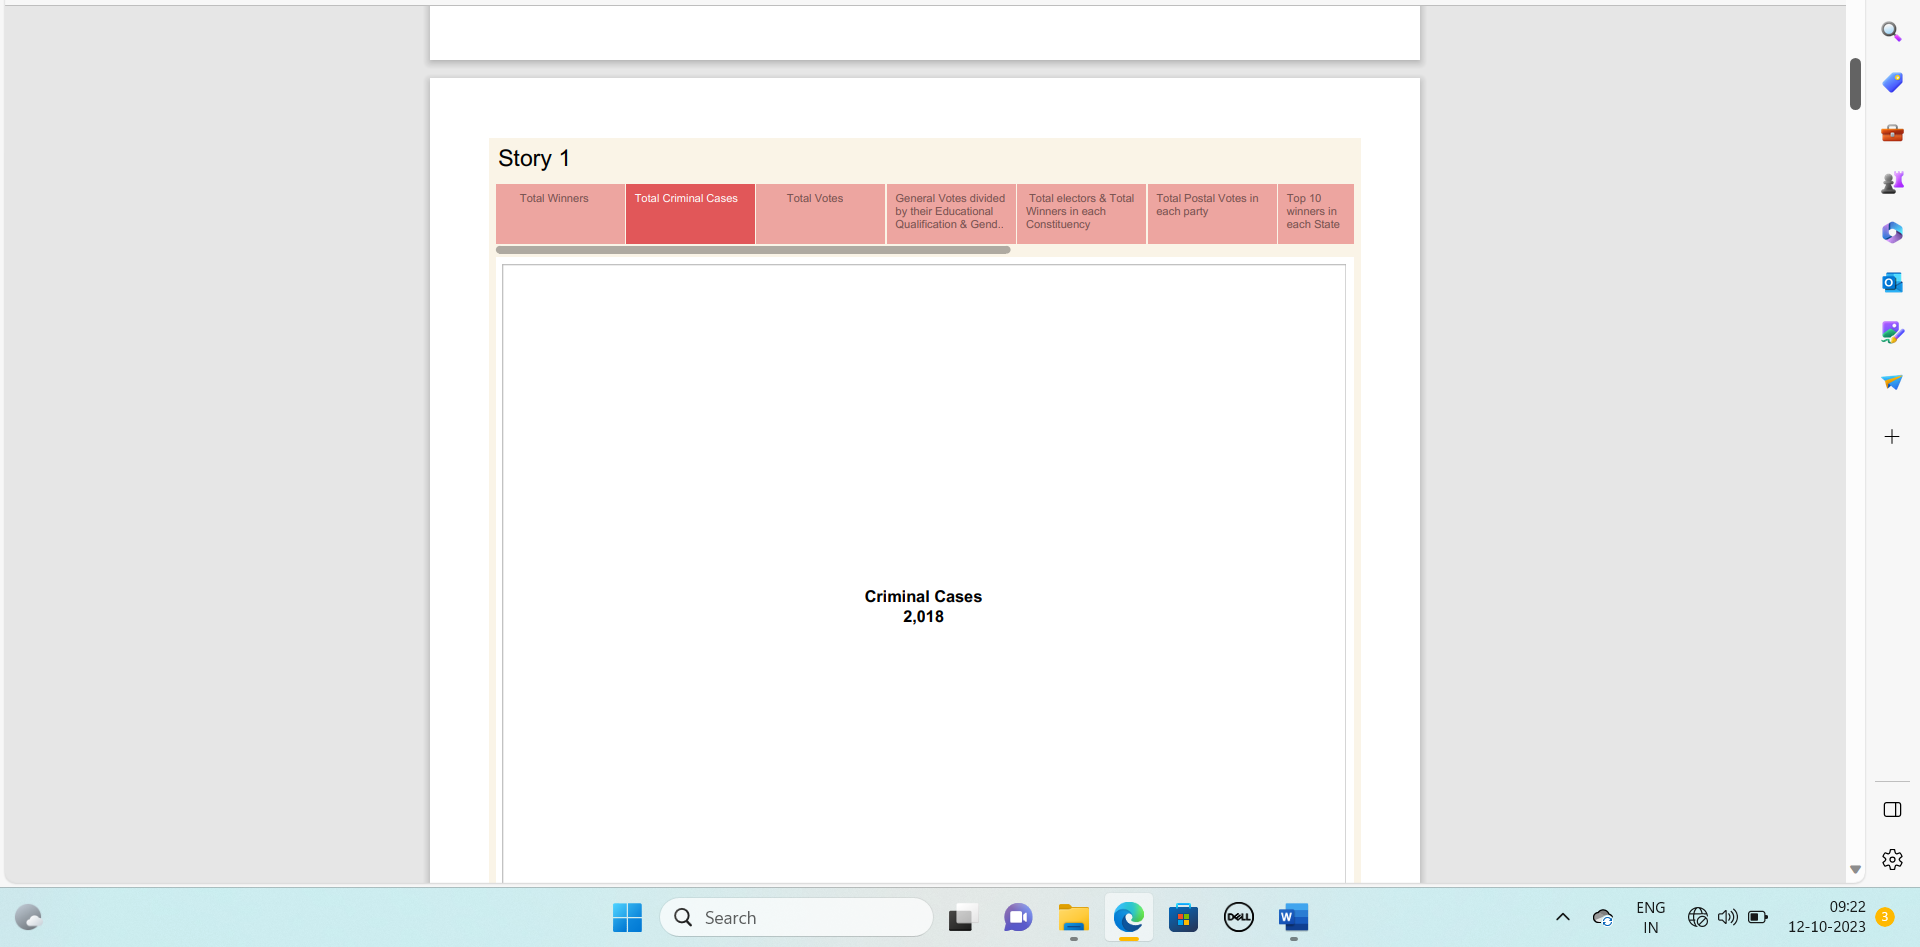 Story 1
Total Winners
Total Criminal Cases
Total Votes
General Votes divided
by their Educational
Qualification & Gend..
Total electors & Total
Winners in each
Constituency
Total Postal Votes in
each party
Top 10
winners in
each State
Criminal Cases
2,018
Search
DELL
W
ENG
IN
09:22
12-10-2023
3